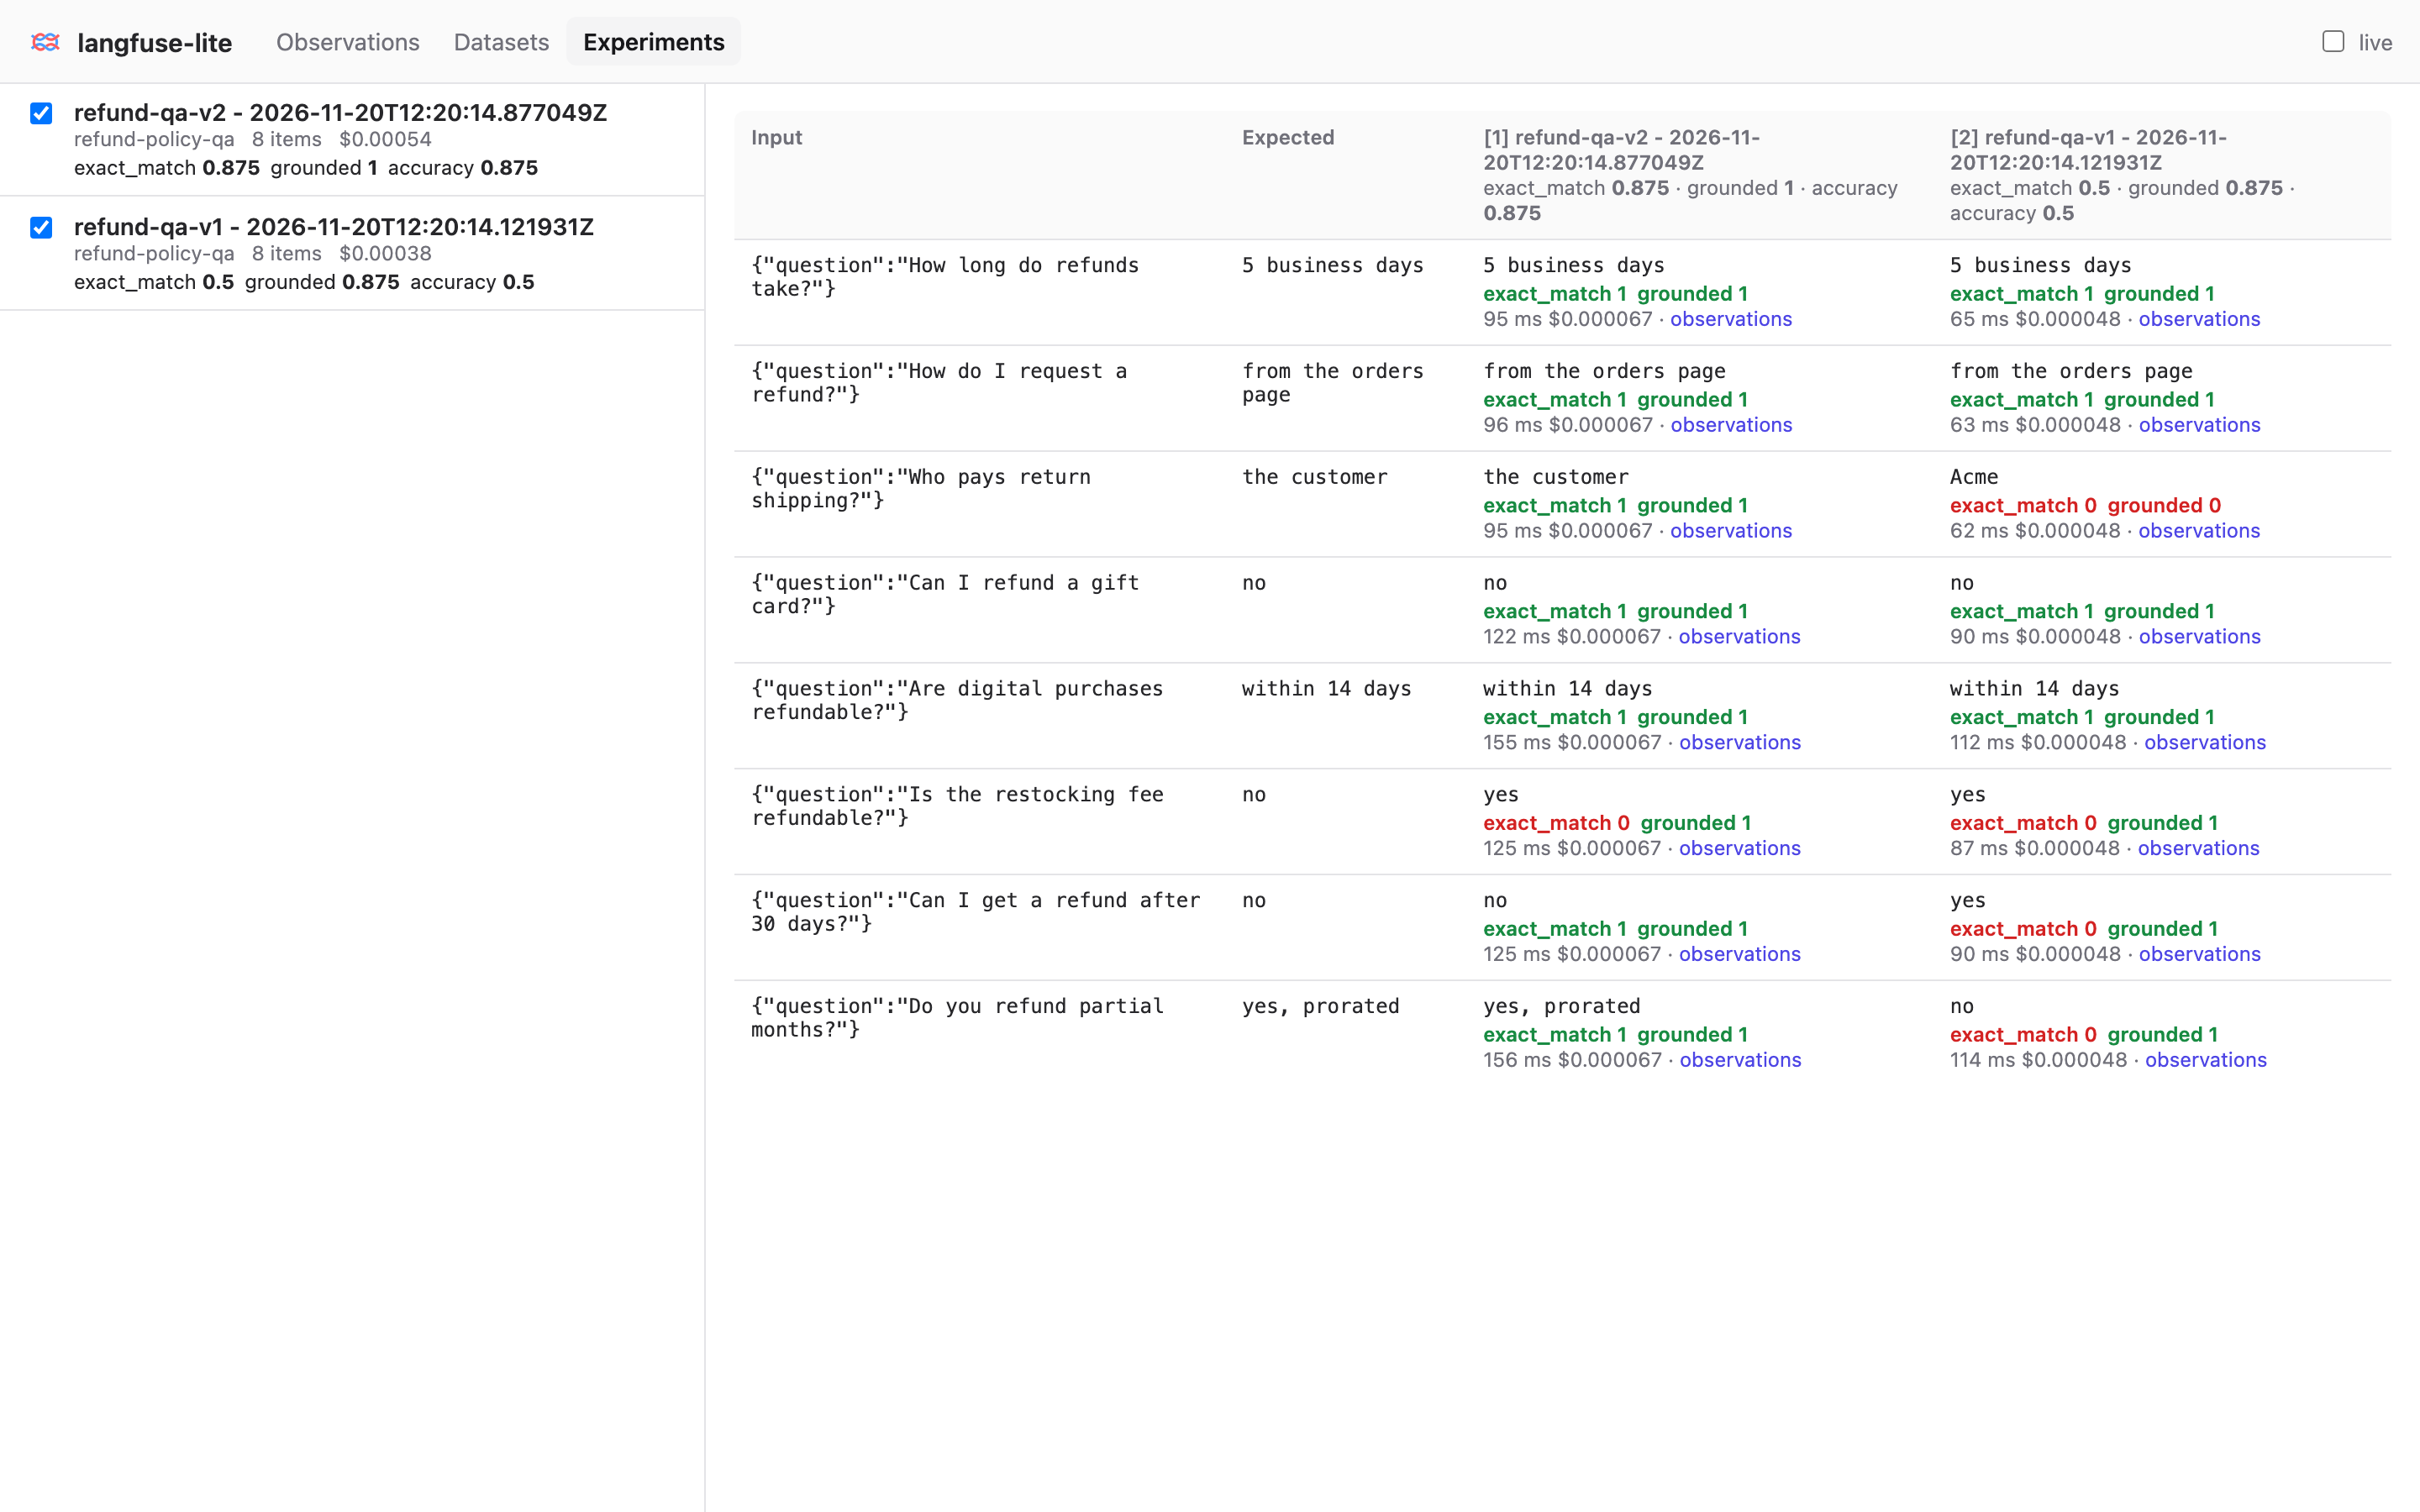 langfuse-lite Observations Datasets Experiments live
refund-qa-v2 - 2026-11-20T12:20:14.877049Z
refund-policy-qa 8 items $0.00054
exact_match 0.875 grounded 1 accuracy 0.875
refund-qa-v1 - 2026-11-20T12:20:14.121931Z
refund-policy-qa 8 items $0.00038
exact_match 0.5 grounded 0.875 accuracy 0.5
Input
Expected
[1] refund-qa-v2 - 2026-11-
20T12:20:14.877049Z
exact_match 0.875 · grounded 1 · accuracy
0.875
[2] refund-qa-v1 - 2026-11-
20T12:20:14.121931Z
exact_match 0.5 · grounded 0.875 ·
accuracy 0.5
{"question":"How long do refunds
take?"}
5 business days
5 business days
exact_match 1 grounded 1
95 ms $0.000067 · observations
5 business days
exact_match 1 grounded 1
65 ms $0.000048 · observations
{"question":"How do I request a
refund?"}
from the orders
page
from the orders page
exact_match 1 grounded 1
96 ms $0.000067 · observations
from the orders page
exact_match 1 grounded 1
63 ms $0.000048 · observations
{"question":"Who pays return
shipping?"}
the customer
the customer
exact_match 1 grounded 1
95 ms $0.000067 · observations
Acme
exact_match 0 grounded 0
62 ms $0.000048 · observations
{"question":"Can I refund a gift
card?"}
no
no
exact_match 1 grounded 1
122 ms $0.000067 · observations
no
exact_match 1 grounded 1
90 ms $0.000048 · observations
{"question":"Are digital purchases
refundable?"}
within 14 days
within 14 days
exact_match 1 grounded 1
155 ms $0.000067 · observations
within 14 days
exact_match 1 grounded 1
112 ms $0.000048 · observations
{"question":"Is the restocking fee
refundable?"}
no
yes
exact_match 0 grounded 1
125 ms $0.000067 · observations
yes
exact_match 0 grounded 1
87 ms $0.000048 · observations
{"question":"Can I get a refund after
30 days?"}
no
no
exact_match 1 grounded 1
125 ms $0.000067 · observations
yes
exact_match 0 grounded 1
90 ms $0.000048 · observations
{"question":"Do you refund partial
months?"}
yes, prorated
yes, prorated
exact_match 1 grounded 1
156 ms $0.000067 · observations
no
exact_match 0 grounded 1
114 ms $0.000048 · observations